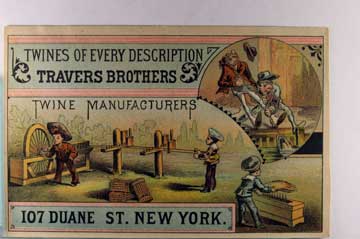 TWINES OF EVERY DESCRIPTION
TRAVERS BROTHERS
TWINE MANUFACTURERS
107 DUANE ST. NEW YORK.